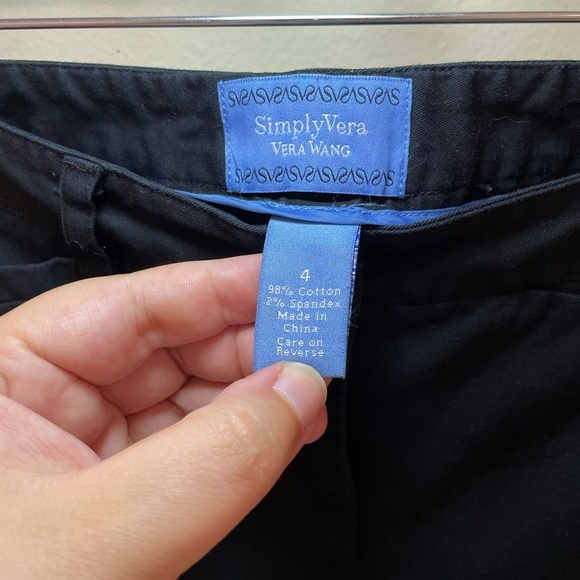 SimplyVera
VERA WANG
4
98% Cotton
2% Spandex
Made in
China
Care on
Reverse